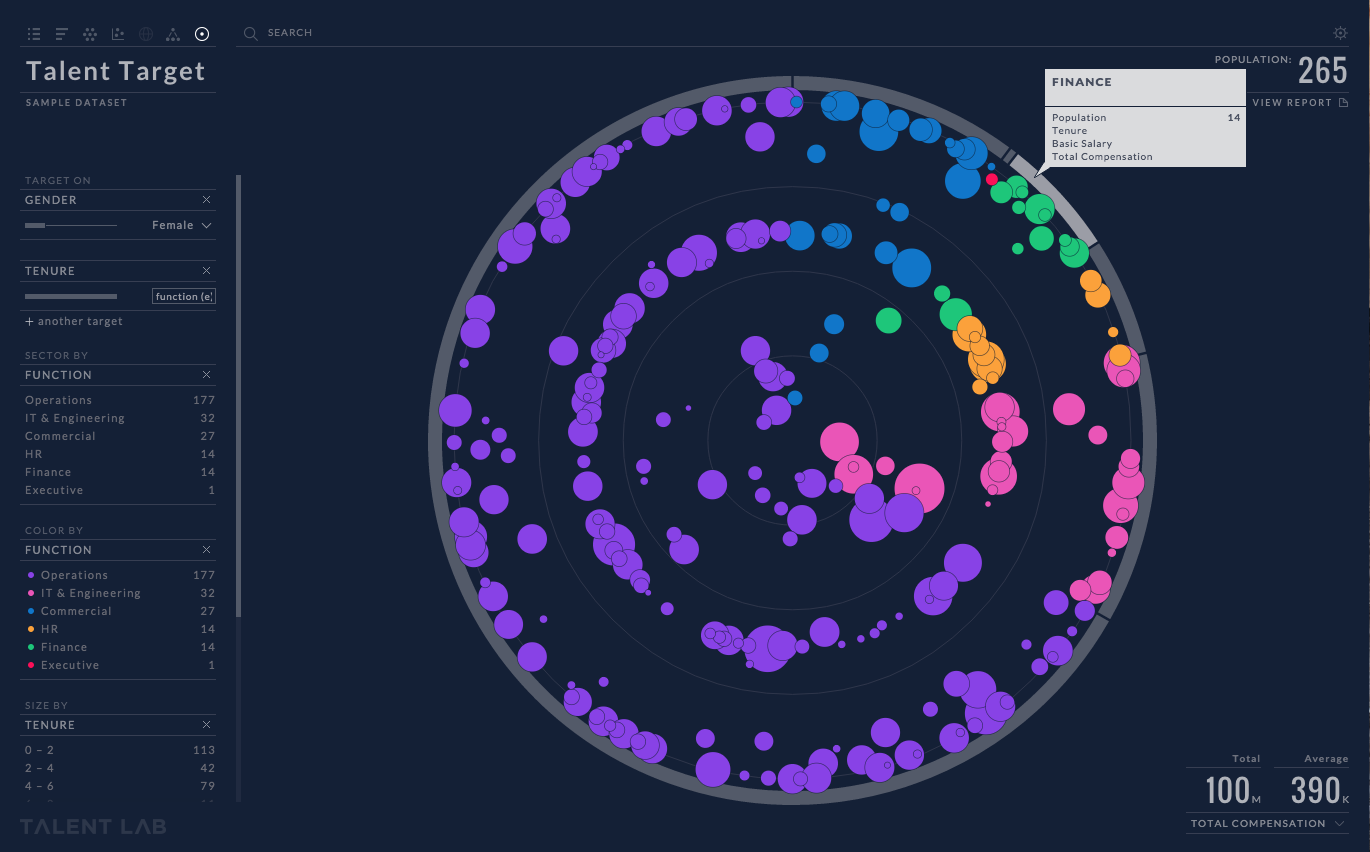 SEARCH
Talent Target
SAMPLE DATASET
POPULATION: 265
VIEW REPORT
FINANCE
Population 14
Tenure
Basic Salary
Total Compensation
TARGET ON
GENDER
Female
TENURE
function (e)
+ another target
SECTOR BY
FUNCTION
Operations 177
IT & Engineering 32
Commercial 27
HR 14
Finance 14
Executive 1
COLOR BY
FUNCTION
Operations 177
IT & Engineering 32
Commercial 27
HR 14
Finance 14
Executive 1
SIZE BY
TENURE
0 – 2 113
2 – 4 42
4 – 6 79
TALENT LAB
Total Average
100M 390K
TOTAL COMPENSATION